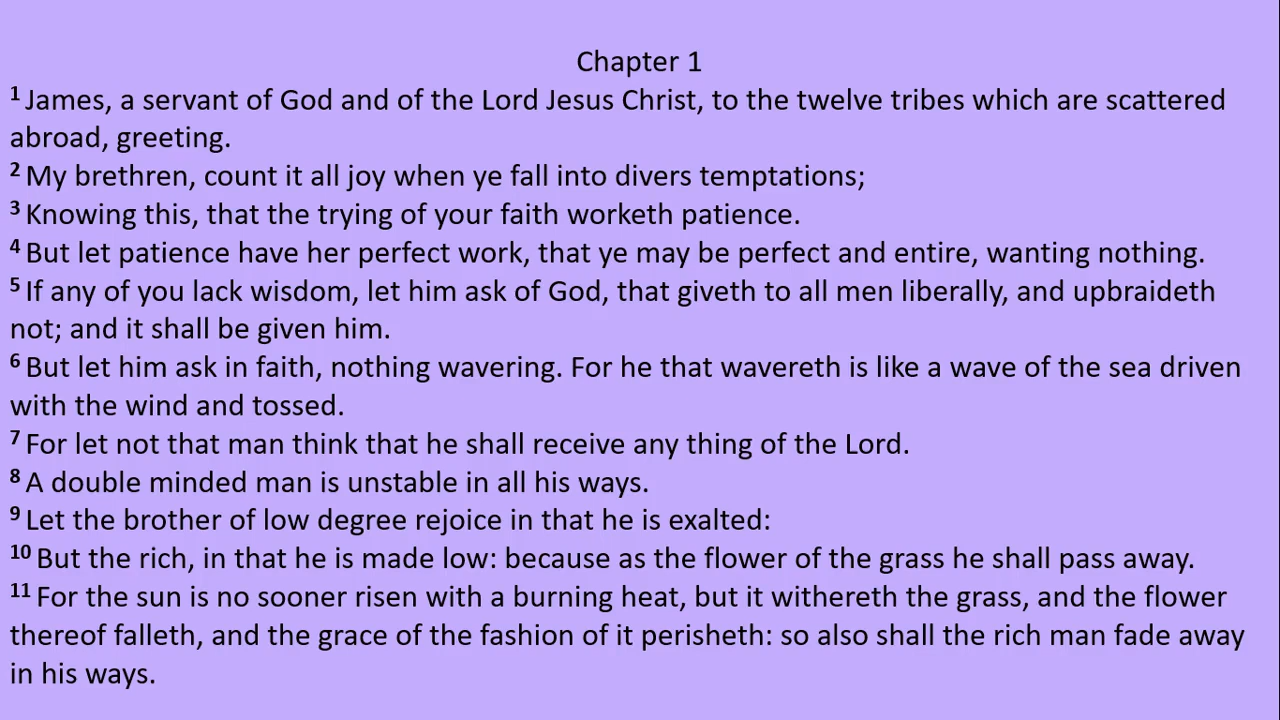 Chapter 1
1 James, a servant of God and of the Lord Jesus Christ, to the twelve tribes which are scattered
abroad, greeting.
2 My brethren, count it all joy when ye fall into divers temptations;
3 Knowing this, that the trying of your faith worketh patience.
4 But let patience have her perfect work, that ye may be perfect and entire, wanting nothing.
5 If any of you lack wisdom, let him ask of God, that giveth to all men liberally, and upbraideth
not; and it shall be given him.
6 But let him ask in faith, nothing wavering. For he that wavereth is like a wave of the sea driven
with the wind and tossed.
7 For let not that man think that he shall receive any thing of the Lord.
8 A double minded man is unstable in all his ways.
9 Let the brother of low degree rejoice in that he is exalted:
10 But the rich, in that he is made low: because as the flower of the grass he shall pass away.
11 For the sun is no sooner risen with a burning heat, but it withereth the grass, and the flower
thereof falleth, and the grace of the fashion of it perisheth: so also shall the rich man fade away
in his ways.